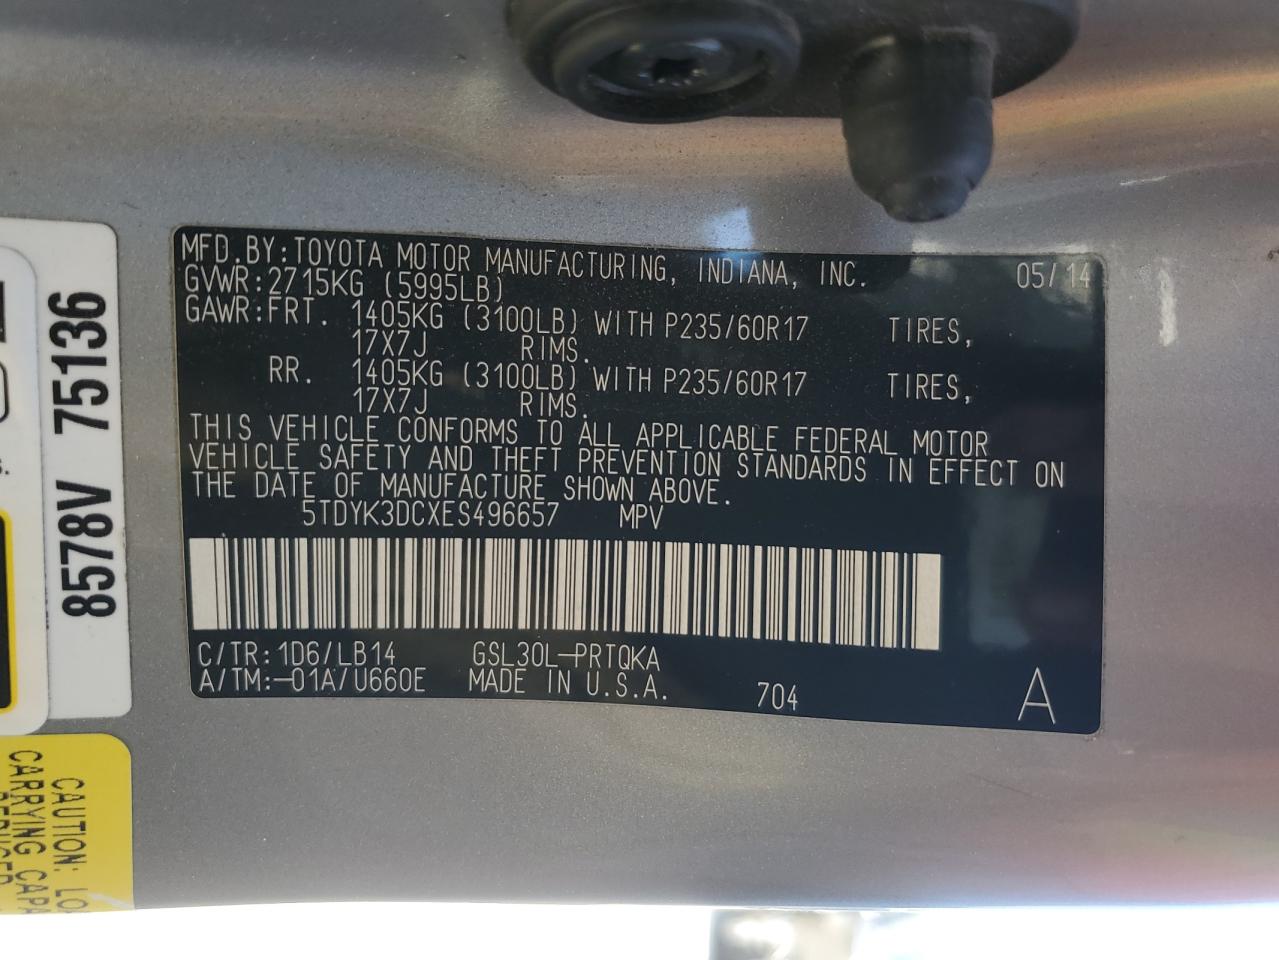 MFD.BY:TOYOTA MOTOR MANUFACTURING, INDIANA, INC. 05/14
GVWR:2715KG (5995LB)
GAWR:FRT. 1405KG (3100LB) WITH P235/60R17 TIRES,
17X7J RIMS.
RR. 1405KG (3100LB) WITH P235/60R17 TIRES,
17X7J RIMS.
THIS VEHICLE CONFORMS TO ALL APPLICABLE FEDERAL MOTOR
VEHICLE SAFETY AND THEFT PREVENTION STANDARDS IN EFFECT ON
THE DATE OF MANUFACTURE SHOWN ABOVE.
5TDYK3DCXES496657 MPV
C/TR:1D6/LB14 GSL30L-PRTQKA
A/TM:-01A/U660E MADE IN U.S.A. 704 A
8578V 75136
s.
CAUTION: LO
CARRYING CAPA